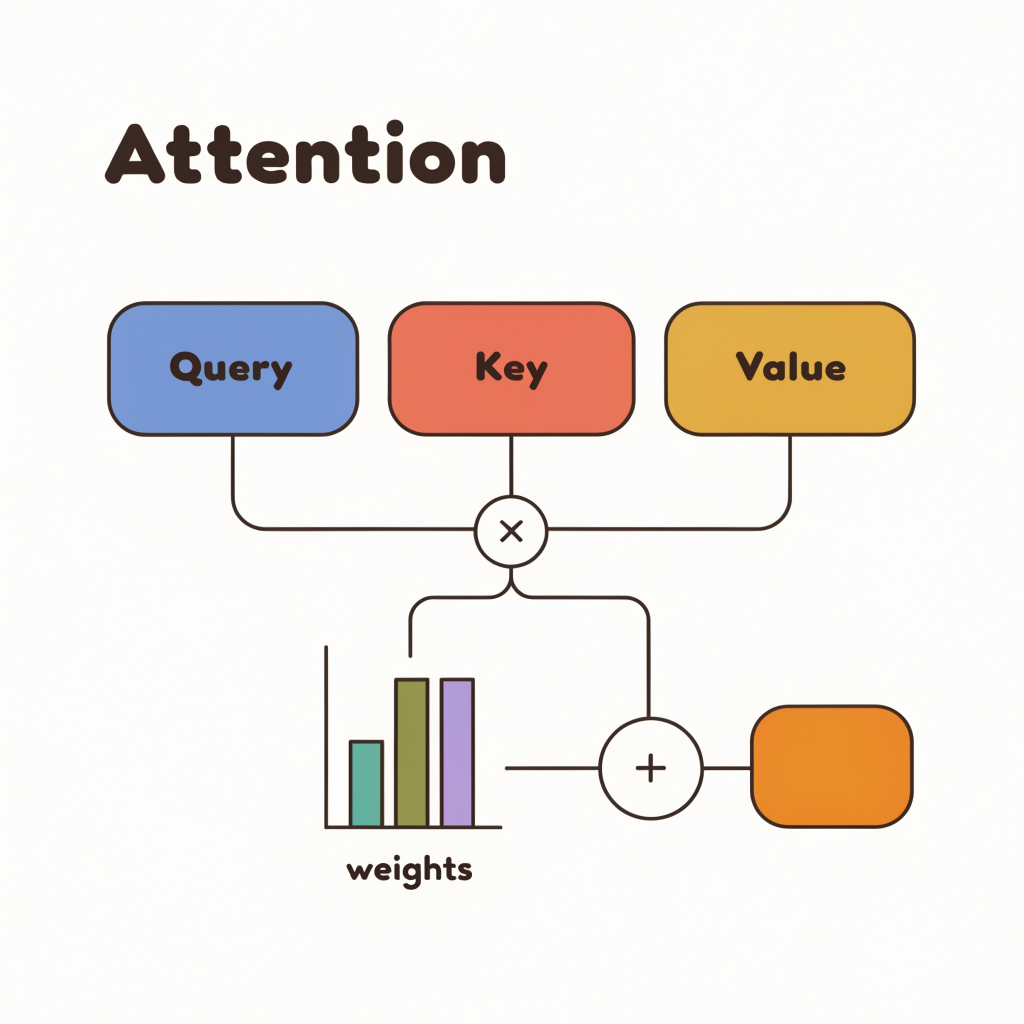 Attention
Query
Key
Value
×
+
weights